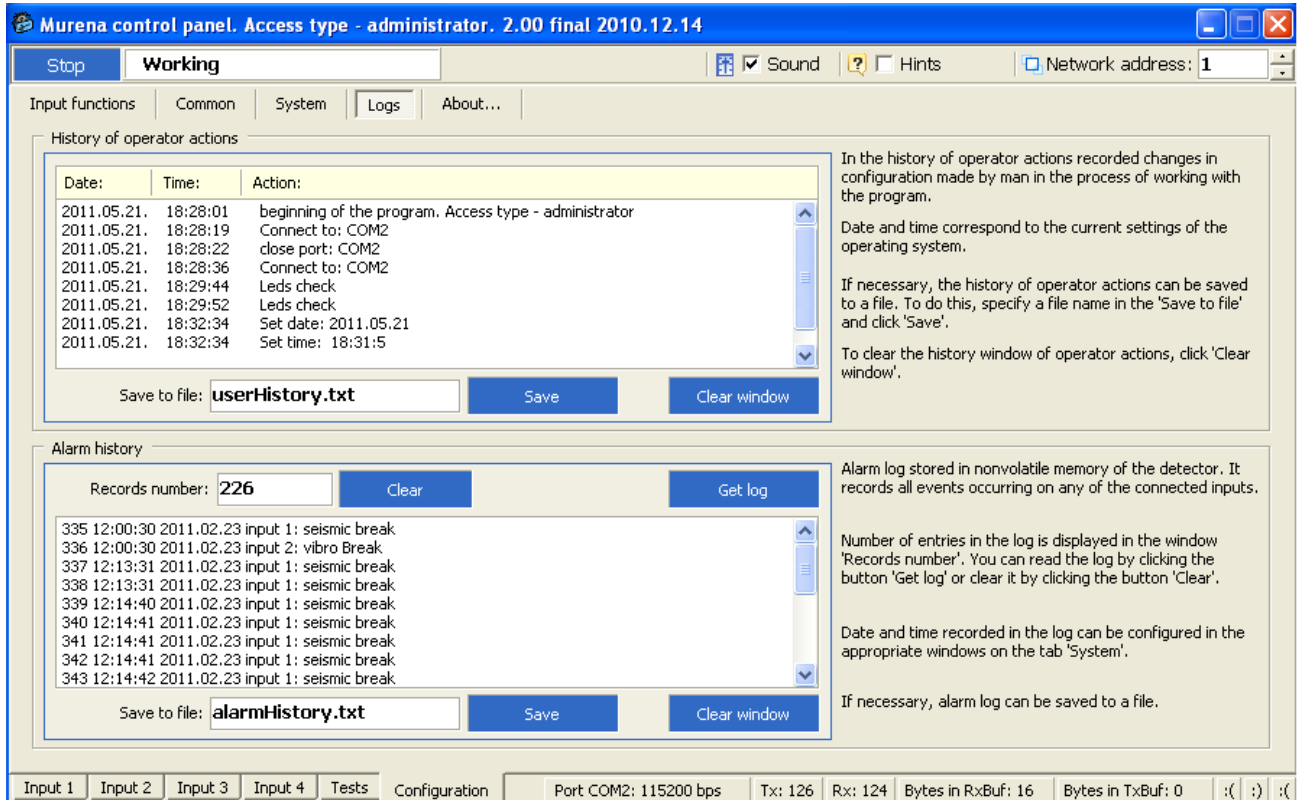 Murena control panel. Access type - administrator. 2.00 final 2010.12.14
Stop Working Sound Hints Network address: 1
Input functions Common System Logs About...
History of operator actions
Date: Time: Action:
2011.05.21. 18:28:01 beginning of the program. Access type - administrator
2011.05.21. 18:28:19 Connect to: COM2
2011.05.21. 18:28:22 close port: COM2
2011.05.21. 18:28:36 Connect to: COM2
2011.05.21. 18:29:44 Leds check
2011.05.21. 18:29:52 Leds check
2011.05.21. 18:32:34 Set date: 2011.05.21
2011.05.21. 18:32:34 Set time: 18:31:5
Save to file: userHistory.txt Save Clear window
In the history of operator actions recorded changes in
configuration made by man in the process of working with
the program.
Date and time correspond to the current settings of the
operating system.
If necessary, the history of operator actions can be saved
to a file. To do this, specify a file name in the 'Save to file'
and click 'Save'.
To clear the history window of operator actions, click 'Clear
window'.
Alarm history
Records number: 226 Clear Get log
335 12:00:30 2011.02.23 input 1: seismic break
336 12:00:30 2011.02.23 input 2: vibro Break
337 12:13:31 2011.02.23 input 1: seismic break
338 12:13:31 2011.02.23 input 1: seismic break
339 12:14:40 2011.02.23 input 1: seismic break
340 12:14:41 2011.02.23 input 1: seismic break
341 12:14:41 2011.02.23 input 1: seismic break
342 12:14:41 2011.02.23 input 1: seismic break
343 12:14:42 2011.02.23 input 1: seismic break
Save to file: alarmHistory.txt Save Clear window
Alarm log stored in nonvolatile memory of the detector. It
records all events occurring on any of the connected inputs.
Number of entries in the log is displayed in the window
'Records number'. You can read the log by clicking the
button 'Get log' or clear it by clicking the button 'Clear'.
Date and time recorded in the log can be configured in the
appropriate windows on the tab 'System'.
If necessary, alarm log can be saved to a file.
Input 1 Input 2 Input 3 Input 4 Tests Configuration Port COM2: 115200 bps Tx: 126 Rx: 124 Bytes in RxBuf: 16 Bytes in TxBuf: 0 :( :) :(